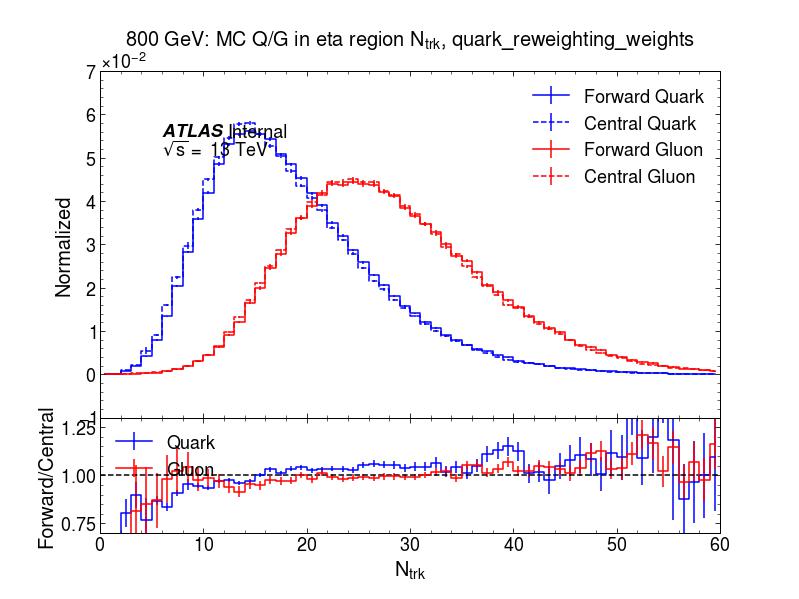 800 GeV: MC Q/G in eta region N_trk, quark_reweighting_weights
×10⁻²
7
6
5
4
3
2
1
0
−1
Normalized
ATLAS Internal
√s = 13 TeV
Forward Quark
Central Quark
Forward Gluon
Central Gluon
Forward/Central
1.25
1.00
0.75
Quark
Gluon
0 10 20 30 40 50 60
N_trk